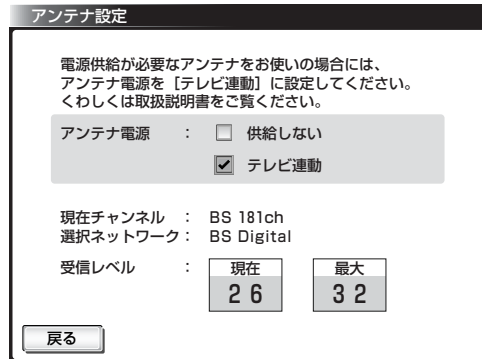 アンテナ設定
電源供給が必要なアンテナをお使いの場合には、
アンテナ電源を［テレビ連動］に設定してください。
くわしくは取扱説明書をご覧ください。
アンテナ電源 ： 供給しない
テレビ連動
現在チャンネル ： BS 181ch
選択ネットワーク： BS Digital
受信レベル ： 現在 最大
26 32
戻る